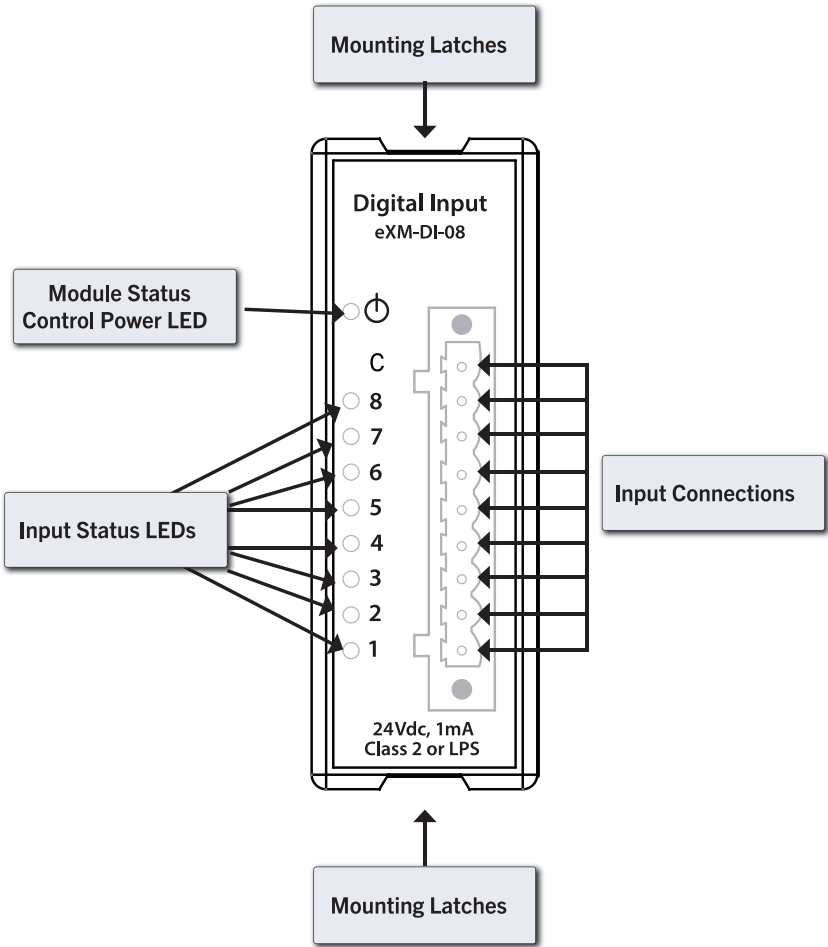 Mounting Latches
Digital Input
eXM-DI-08
Module Status
Control Power LED
C
8
7
6
5
4
3
2
1
Input Status LEDs
Input Connections
24Vdc, 1mA
Class 2 or LPS
Mounting Latches